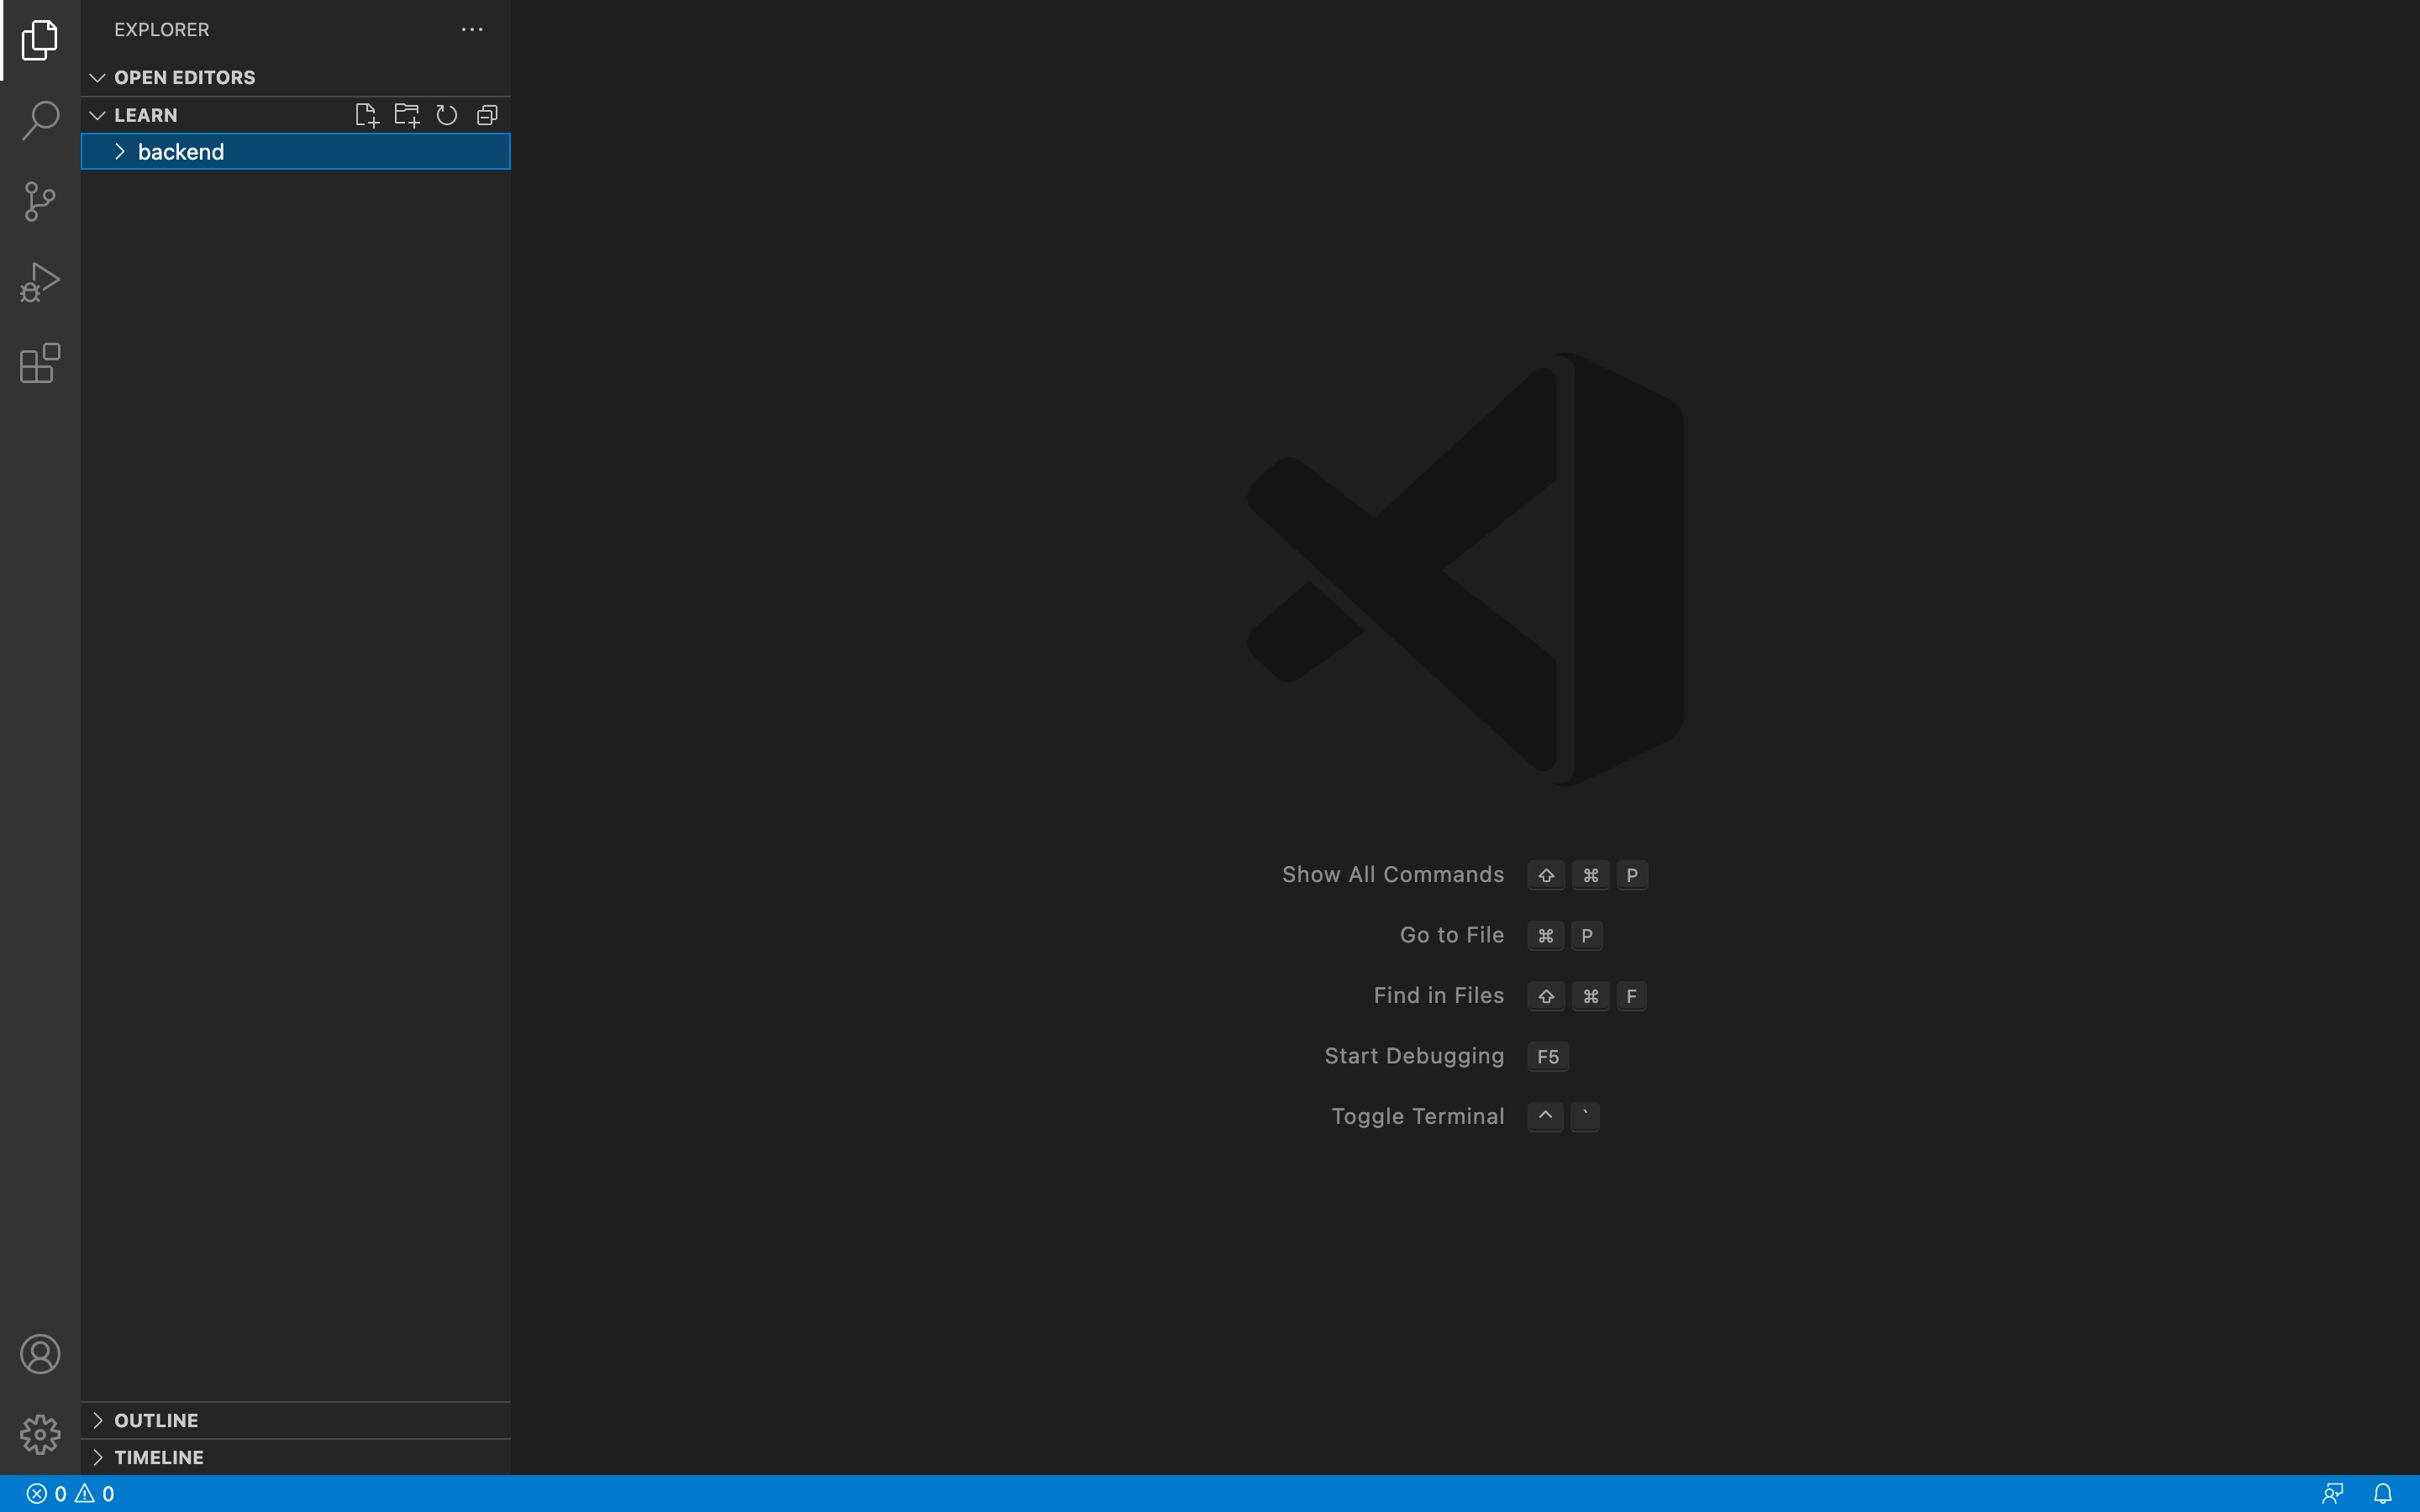 EXPLORER
OPEN EDITORS
LEARN
backend
Show All Commands ⇧ ⌘ P
Go to File ⌘ P
Find in Files ⇧ ⌘ F
Start Debugging F5
Toggle Terminal ^ `
OUTLINE
TIMELINE
0 0